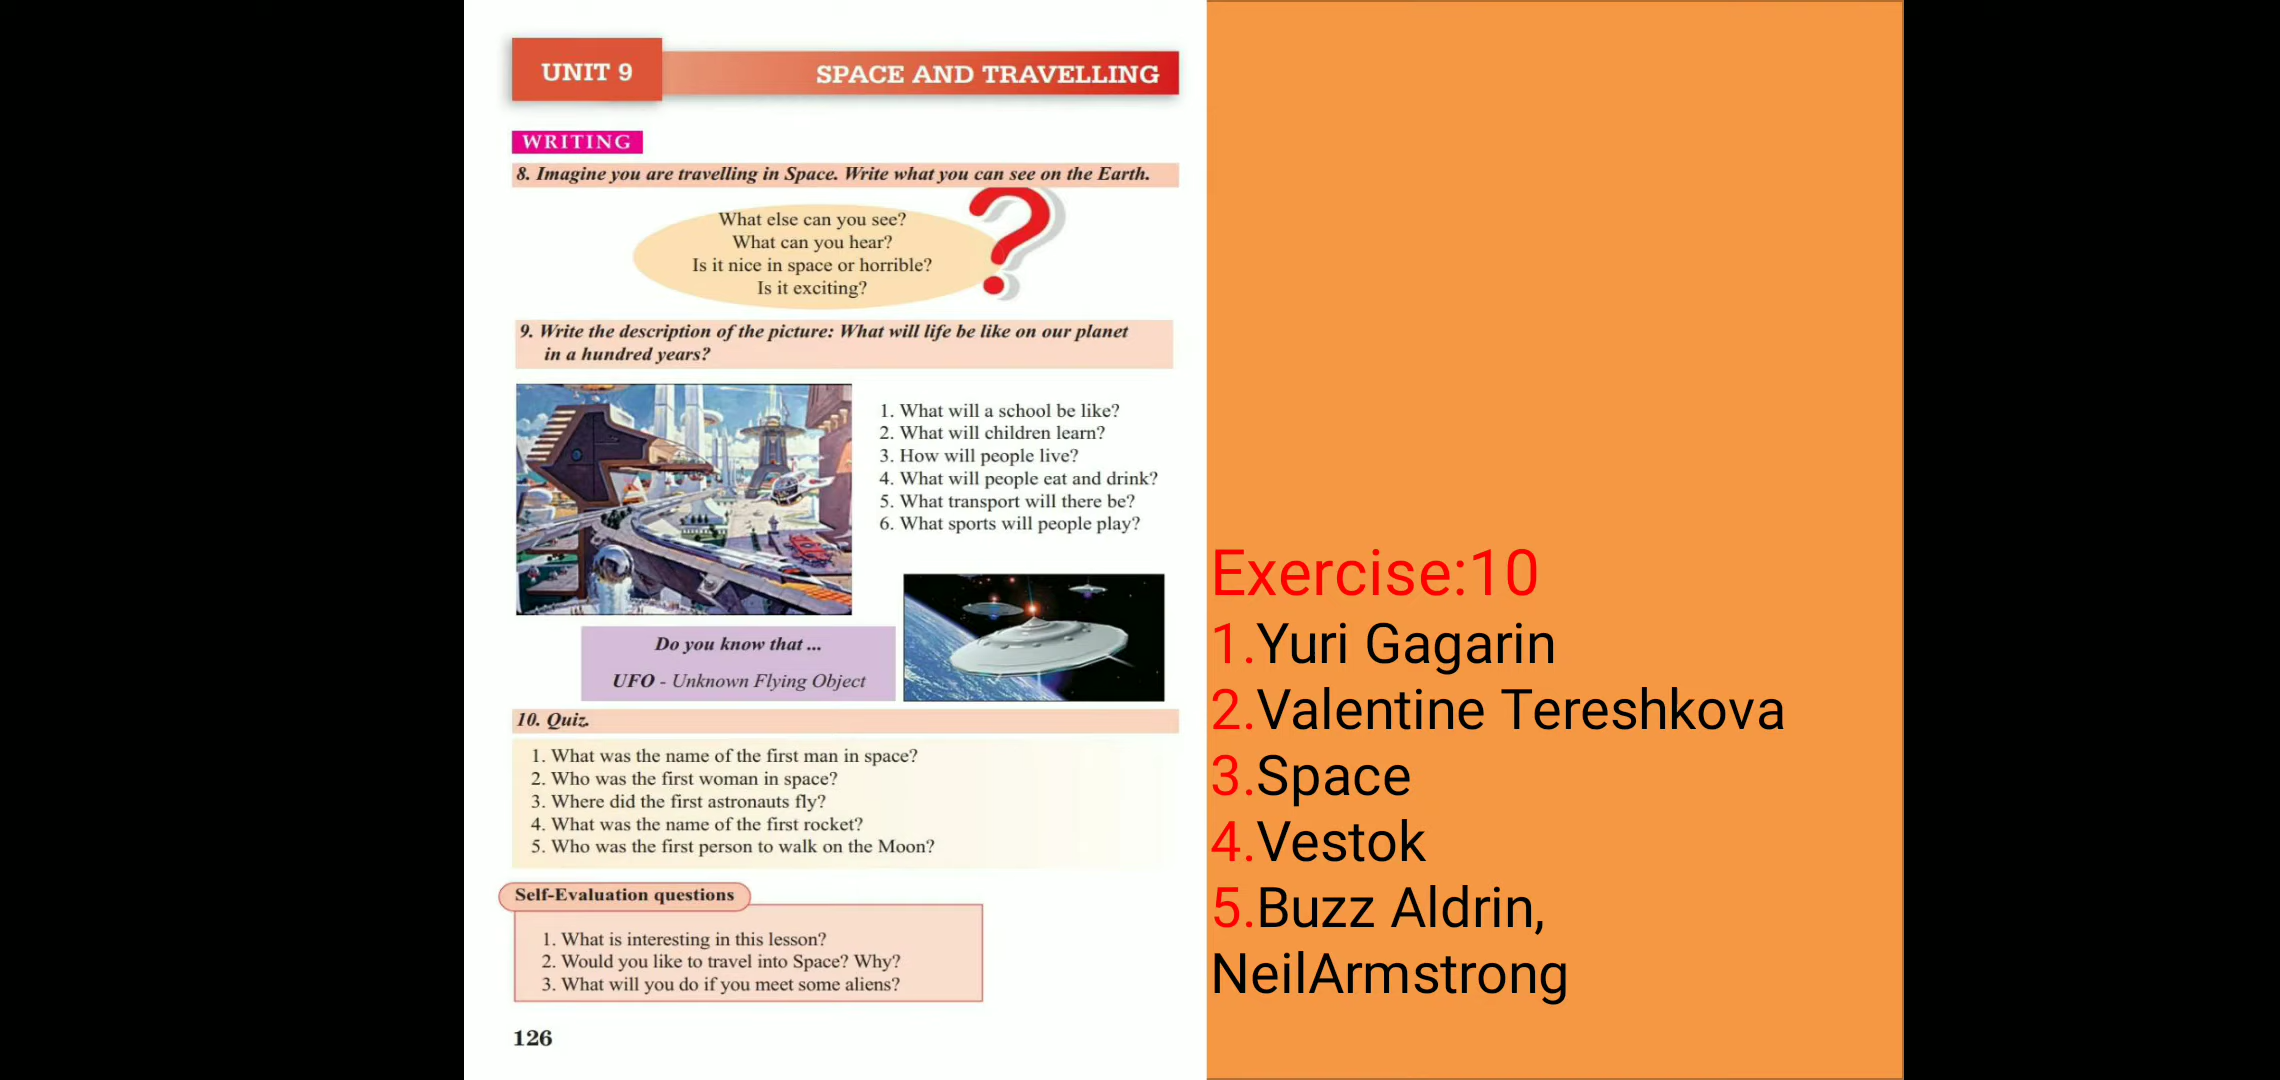 UNIT 9
SPACE AND TRAVELLING
WRITING
8. Imagine you are travelling in Space. Write what you can see on the Earth.
What else can you see?
What can you hear?
Is it nice in space or horrible?
Is it exciting?
?
9. Write the description of the picture: What will life be like on our planet
in a hundred years?
1. What will a school be like?
2. What will children learn?
3. How will people live?
4. What will people eat and drink?
5. What transport will there be?
6. What sports will people play?
Do you know that ...
UFO - Unknown Flying Object
10. Quiz.
1. What was the name of the first man in space?
2. Who was the first woman in space?
3. Where did the first astronauts fly?
4. What was the name of the first rocket?
5. Who was the first person to walk on the Moon?
Self-Evaluation questions
1. What is interesting in this lesson?
2. Would you like to travel into Space? Why?
3. What will you do if you meet some aliens?
126
Exercise:10
1.Yuri Gagarin
2.Valentine Tereshkova
3.Space
4.Vestok
5.Buzz Aldrin,
NeilArmstrong